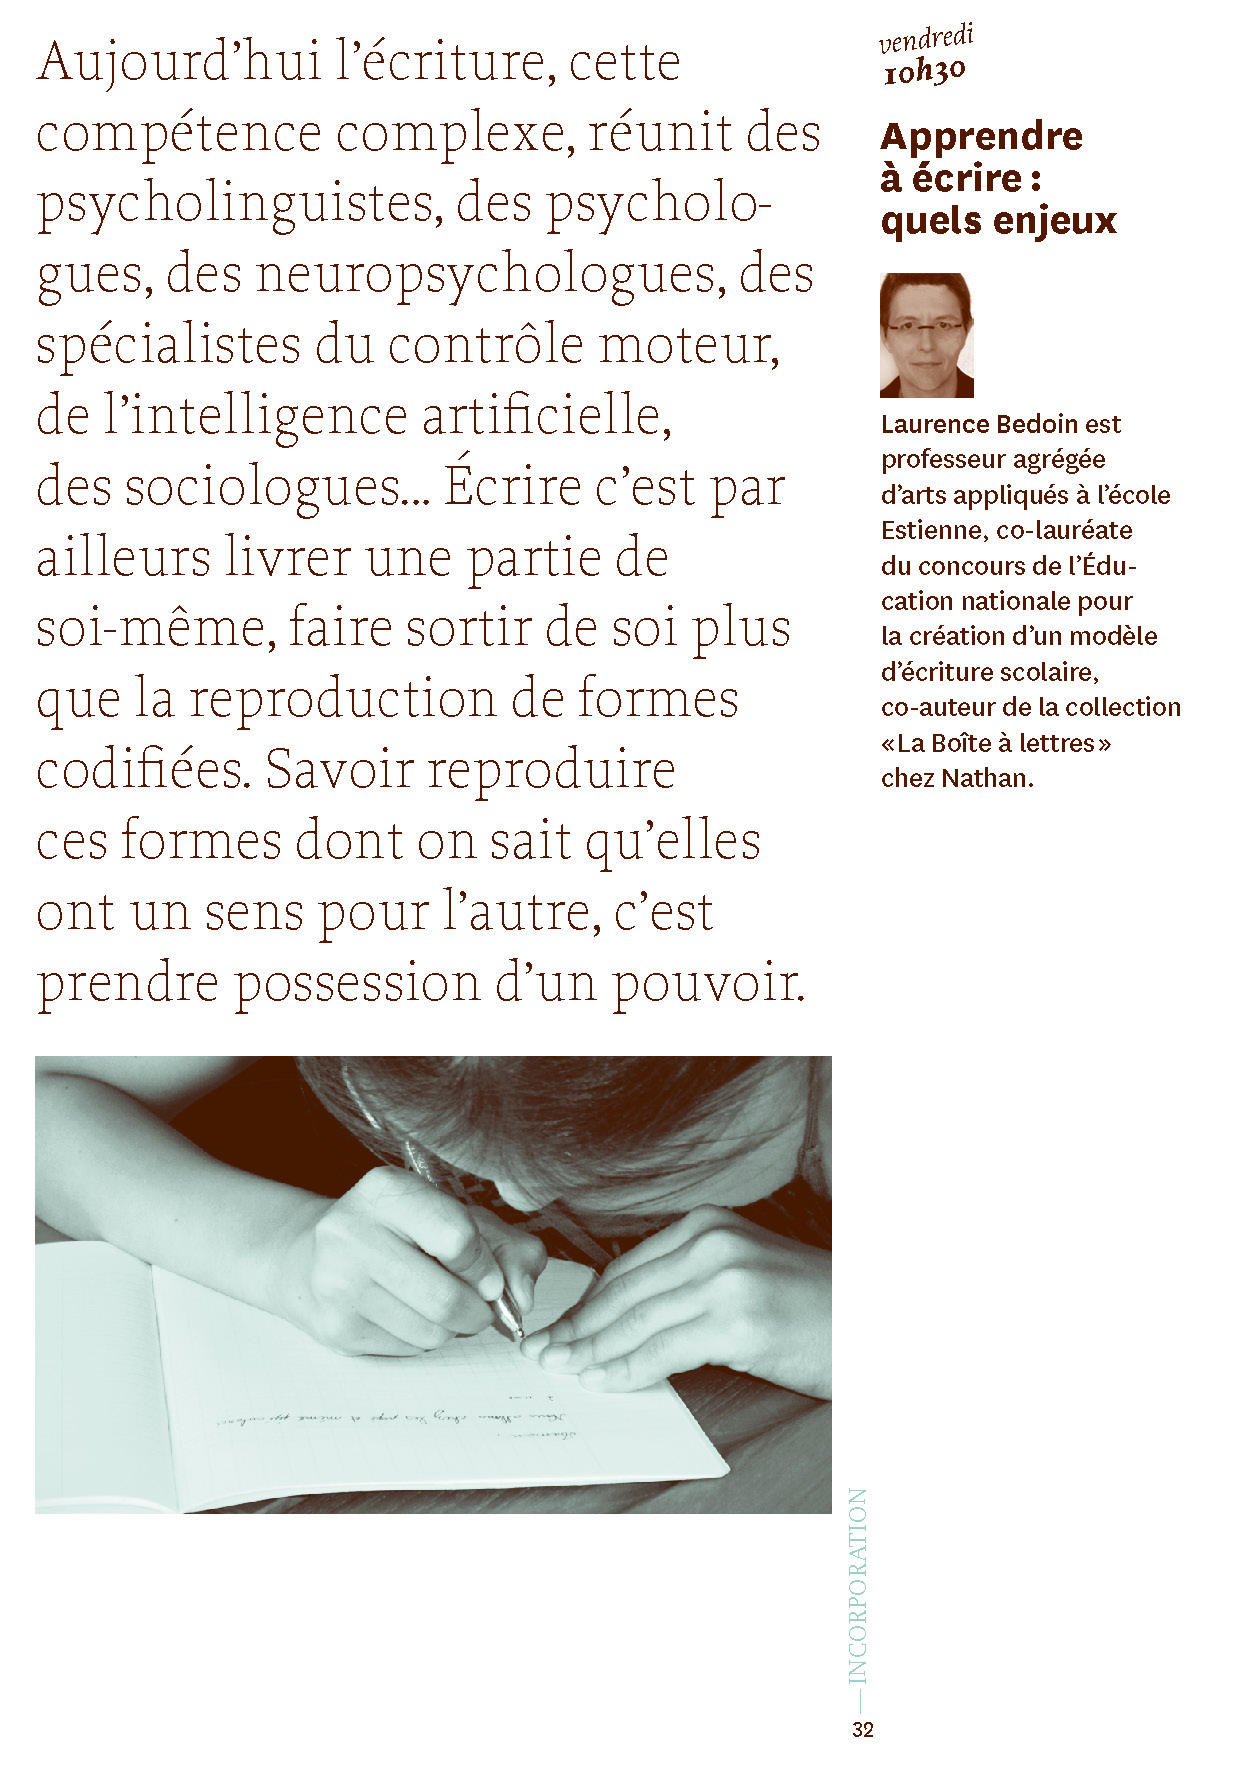 Aujourd’hui l’écriture, cette
compétence complexe, réunit des
psycholinguistes, des psycholo-
gues, des neuropsychologues, des
spécialistes du contrôle moteur,
de l’intelligence artificielle,
des sociologues... Écrire c’est par
ailleurs livrer une partie de
soi-même, faire sortir de soi plus
que la reproduction de formes
codifiées. Savoir reproduire
ces formes dont on sait qu’elles
ont un sens pour l’autre, c’est
prendre possession d’un pouvoir.
vendredi
10h30
Apprendre
à écrire :
quels enjeux
Laurence Bedoin est
professeur agrégée
d’arts appliqués à l’école
Estienne, co-lauréate
du concours de l’Édu-
cation nationale pour
la création d’un modèle
d’écriture scolaire,
co-auteur de la collection
« La Boîte à lettres »
chez Nathan.
— INCORPORATION
32